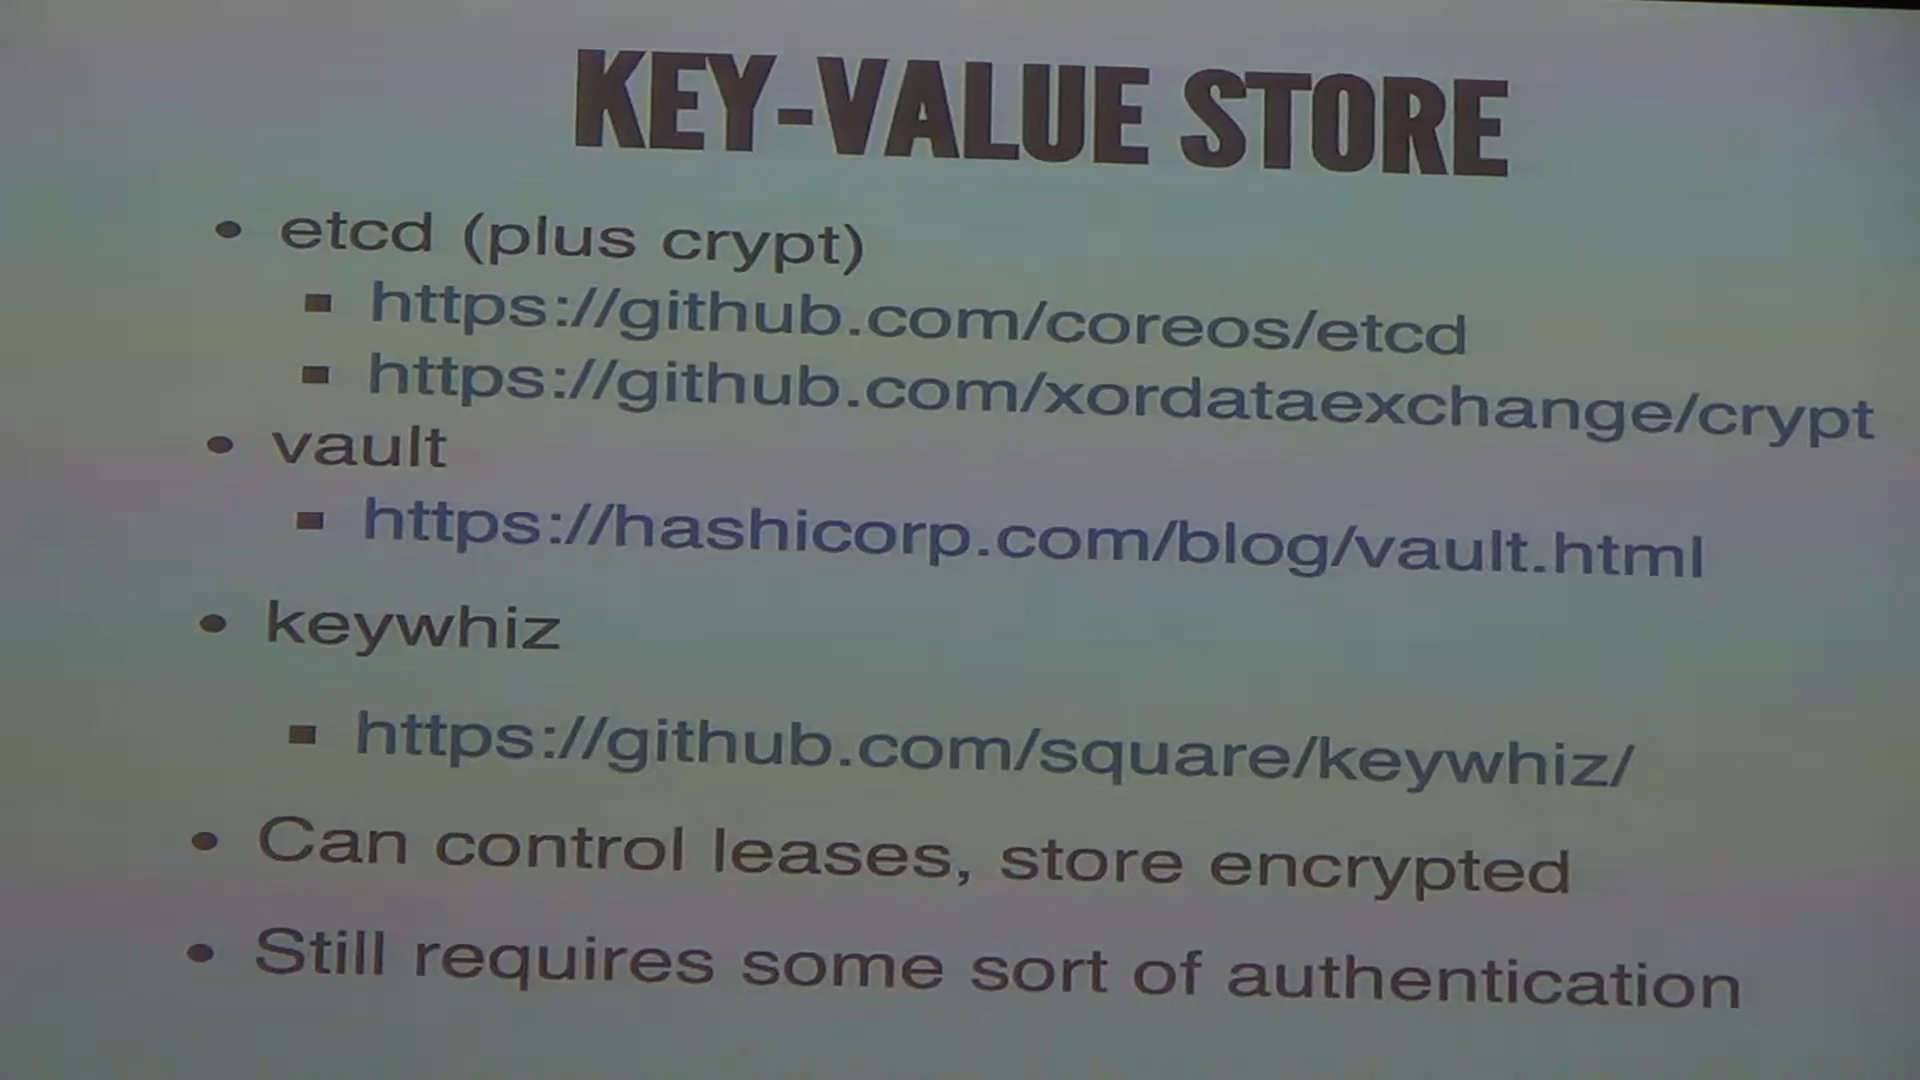 KEY-VALUE STORE
• etcd (plus crypt)
▪ https://github.com/coreos/etcd
▪ https://github.com/xordataexchange/crypt
• vault
▪ https://hashicorp.com/blog/vault.html
• keywhiz
▪ https://github.com/square/keywhiz/
• Can control leases, store encrypted
• Still requires some sort of authentication